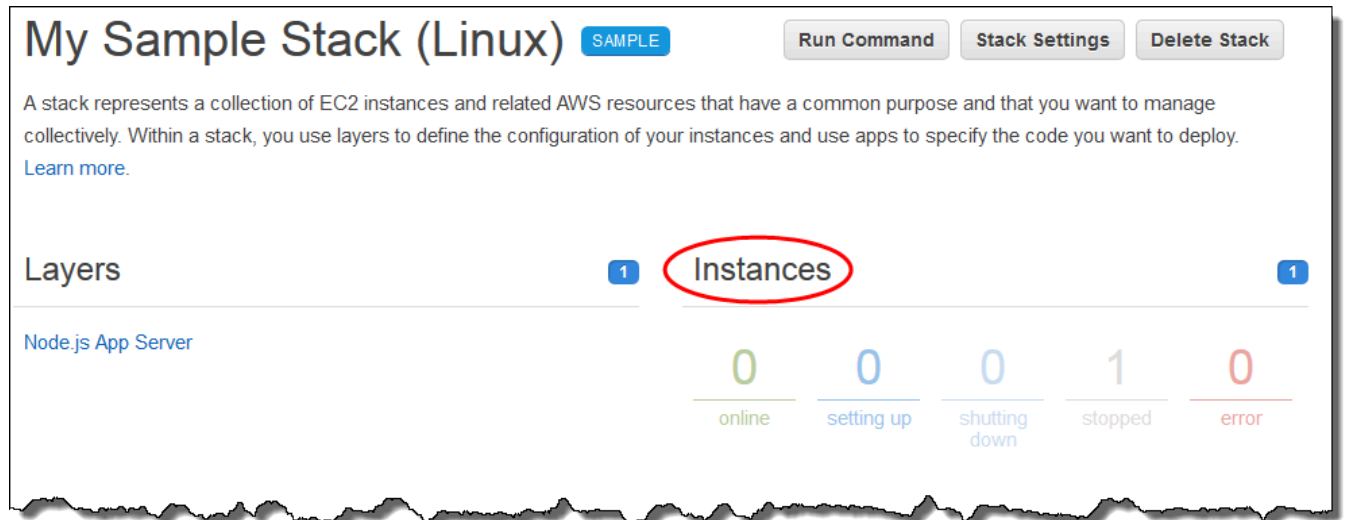 My Sample Stack (Linux) SAMPLE Run Command Stack Settings Delete Stack
A stack represents a collection of EC2 instances and related AWS resources that have a common purpose and that you want to manage
collectively. Within a stack, you use layers to define the configuration of your instances and use apps to specify the code you want to deploy.
Learn more.
Layers 1
Node.js App Server
Instances 1
0 0 0 1 0
online setting up shutting stopped error
down